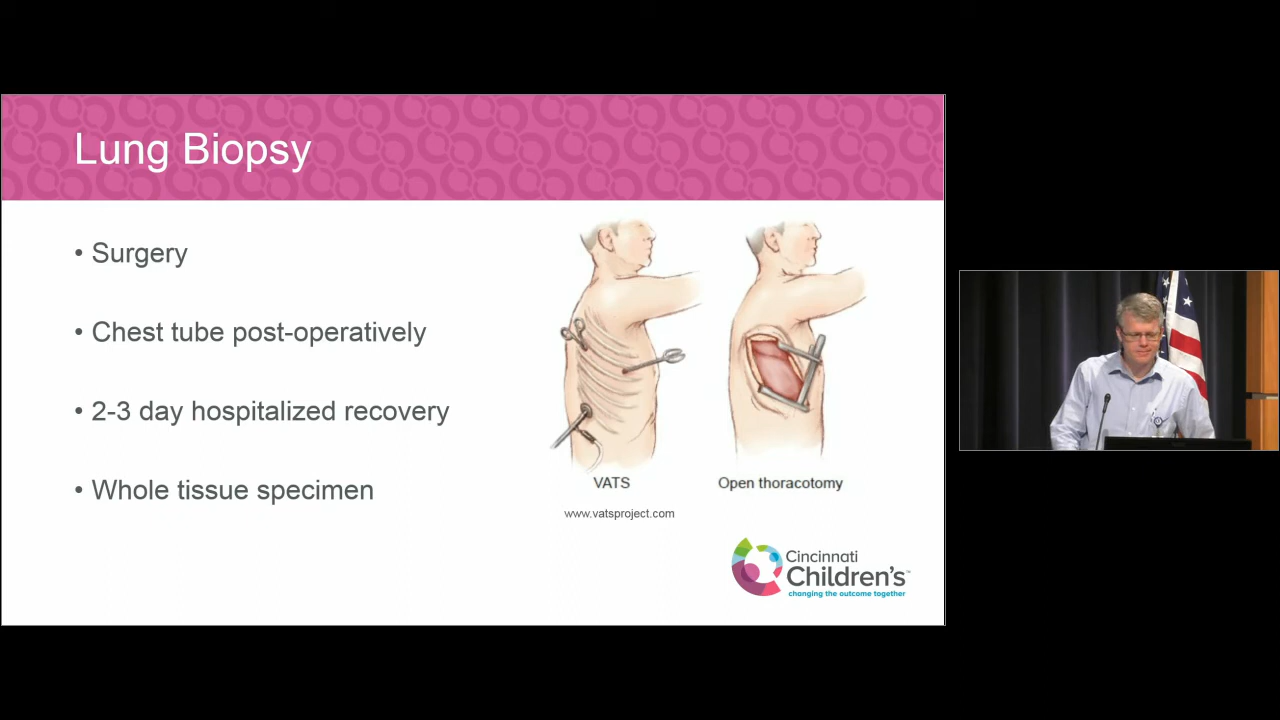 Lung Biopsy
• Surgery
• Chest tube post-operatively
• 2-3 day hospitalized recovery
• Whole tissue specimen
VATS
Open thoracotomy
www.vatsproject.com
Cincinnati
Children's™
changing the outcome together